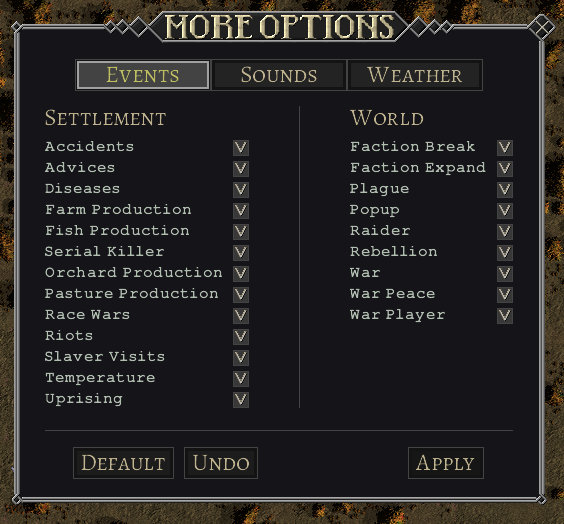 MORE OPTIONS
EVENTS SOUNDS WEATHER
SETTLEMENT
Accidents
Advices
Diseases
Farm Production
Fish Production
Serial Killer
Orchard Production
Pasture Production
Race Wars
Riots
Slaver Visits
Temperature
Uprising
WORLD
Faction Break
Faction Expand
Plague
Popup
Raider
Rebellion
War
War Peace
War Player
DEFAULT UNDO APPLY